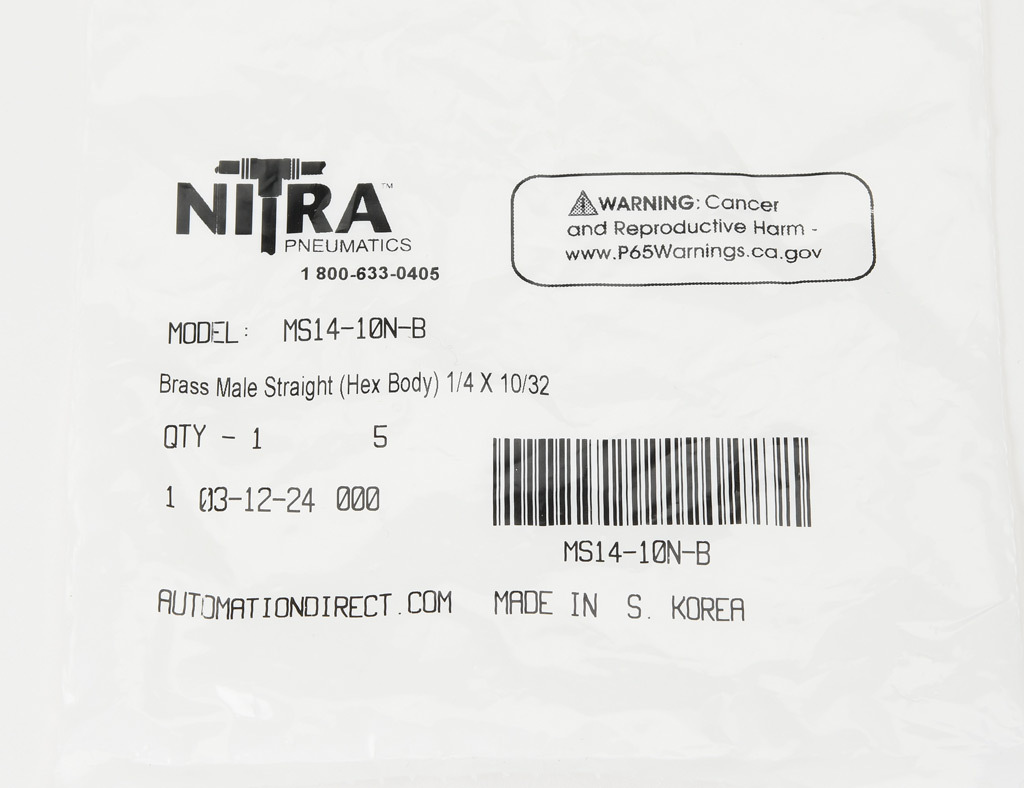 NITRA™
PNEUMATICS
1 800-633-0405
WARNING: Cancer
and Reproductive Harm -
www.P65Warnings.ca.gov
MODEL: MS14-10N-B
Brass Male Straight (Hex Body) 1/4 X 10/32
QTY - 1 5
1 03-12-24 000
MS14-10N-B
AUTOMATIONDIRECT.COM MADE IN S. KOREA